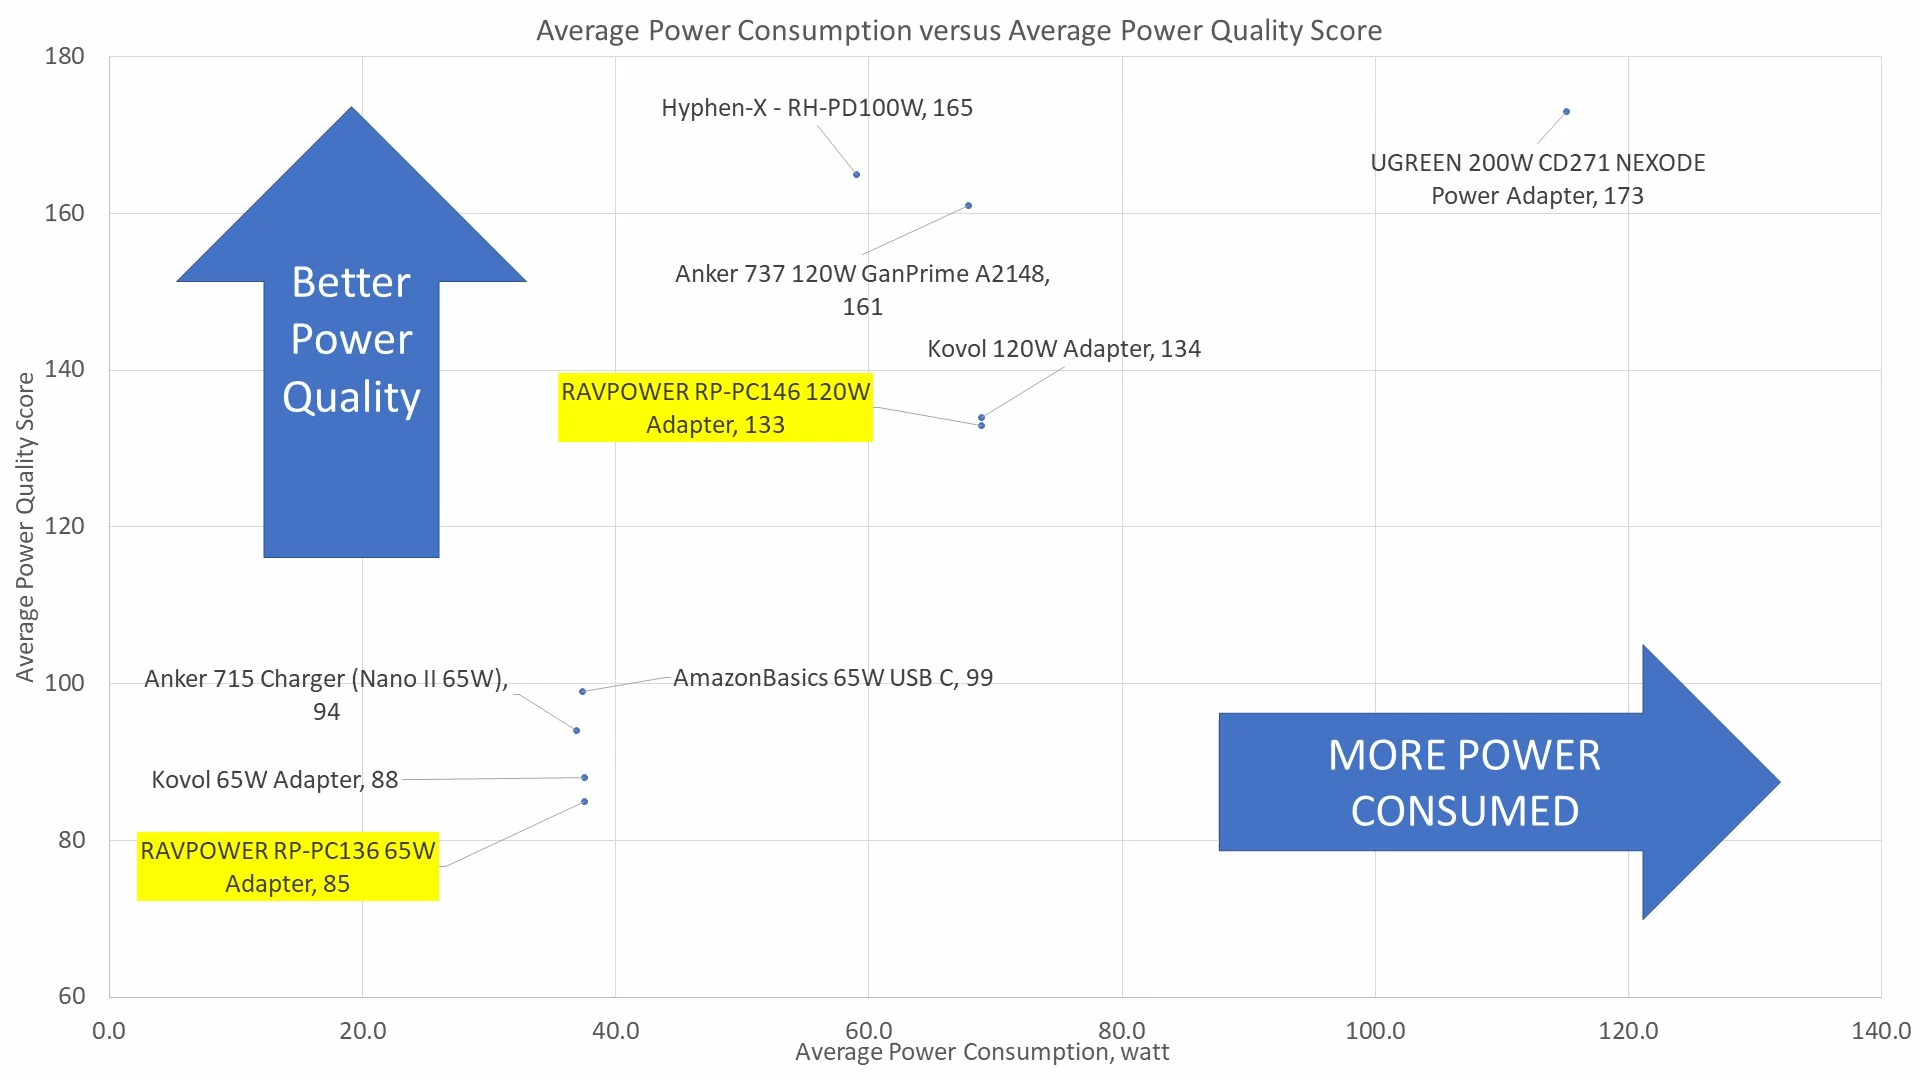 Average Power Consumption versus Average Power Quality Score
180
160
140
120
100
80
60
Average Power Quality Score
Better
Power
Quality
Hyphen-X - RH-PD100W, 165
UGREEN 200W CD271 NEXODE
Power Adapter, 173
Anker 737 120W GanPrime A2148,
161
Kovol 120W Adapter, 134
RAVPOWER RP-PC146 120W
Adapter, 133
Anker 715 Charger (Nano II 65W),
94
AmazonBasics 65W USB C, 99
Kovol 65W Adapter, 88
RAVPOWER RP-PC136 65W
Adapter, 85
MORE POWER
CONSUMED
0.0 20.0 40.0 60.0 80.0 100.0 120.0 140.0
Average Power Consumption, watt